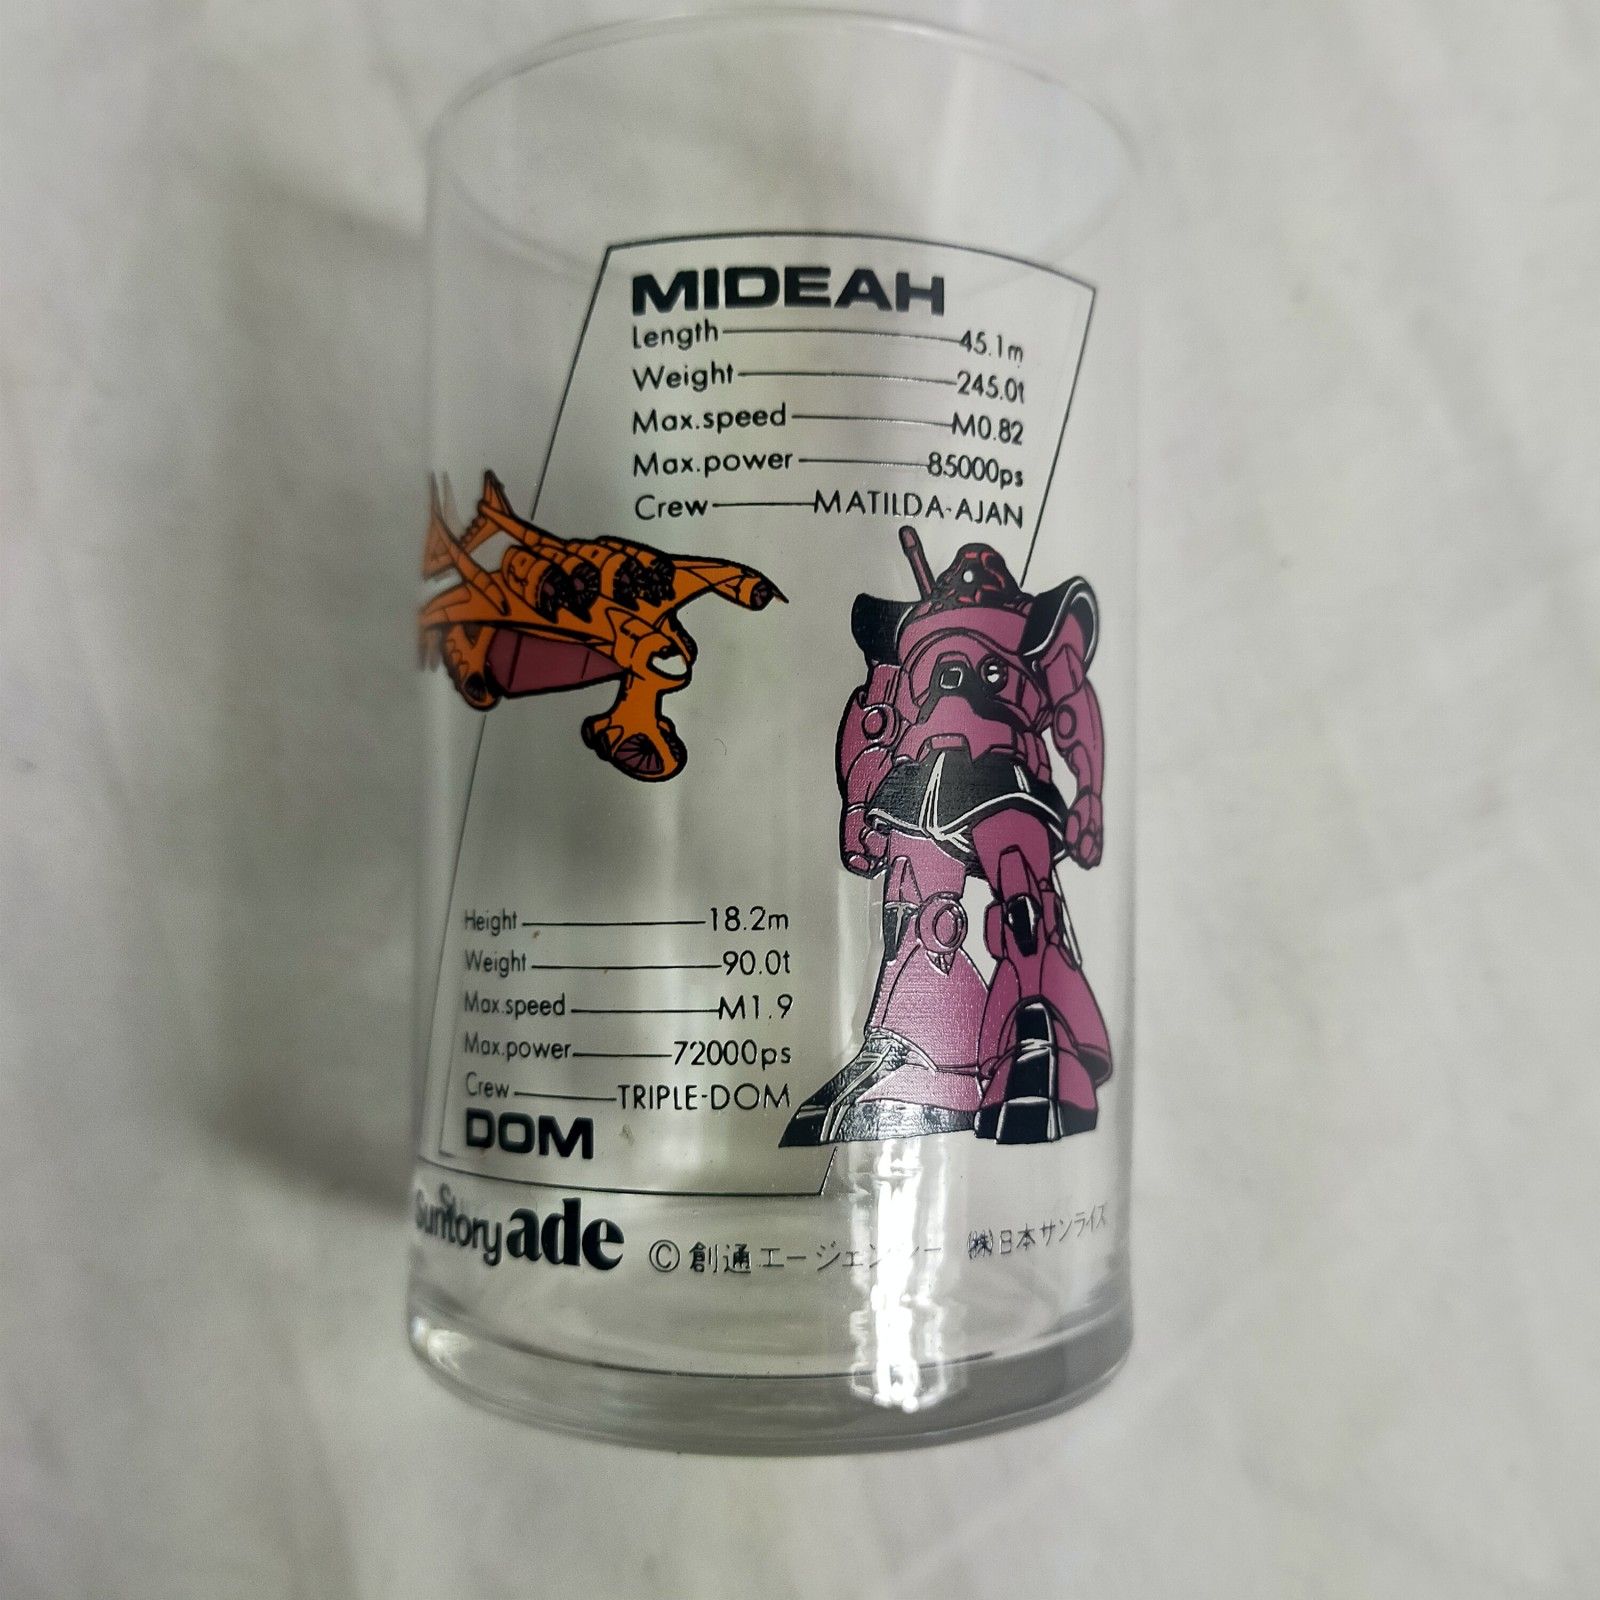 MIDEAH
Length 45.1m
Weight 245.0t
Max.speed M0.82
Max.power 85000ps
Crew MATILDA-AJAN
Height 18.2m
Weight 90.0t
Max.speed M1.9
Max.power 72000ps
Crew TRIPLE-DOM
DOM
Suntory ade © 創通エージェンシー ㈱日本サンライズ